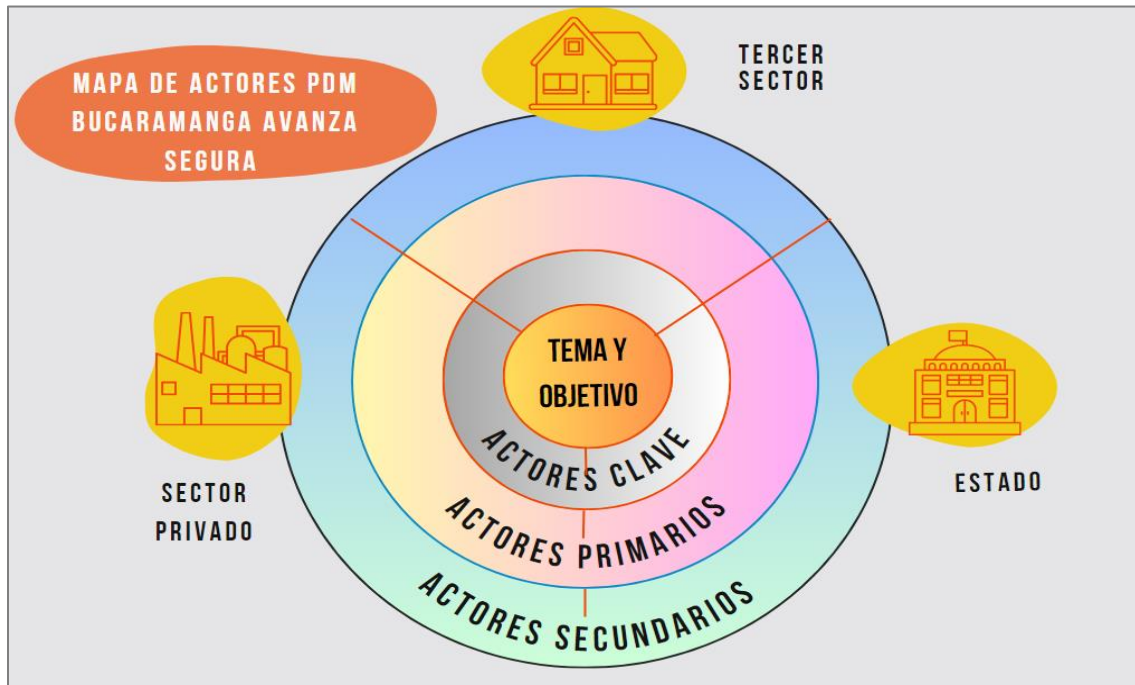 MAPA DE ACTORES PDM
BUCARAMANGA AVANZA
SEGURA
TERCER
SECTOR
TEMA Y
OBJETIVO
ACTORES CLAVE
ACTORES PRIMARIOS
ACTORES SECUNDARIOS
SECTOR
PRIVADO
ESTADO